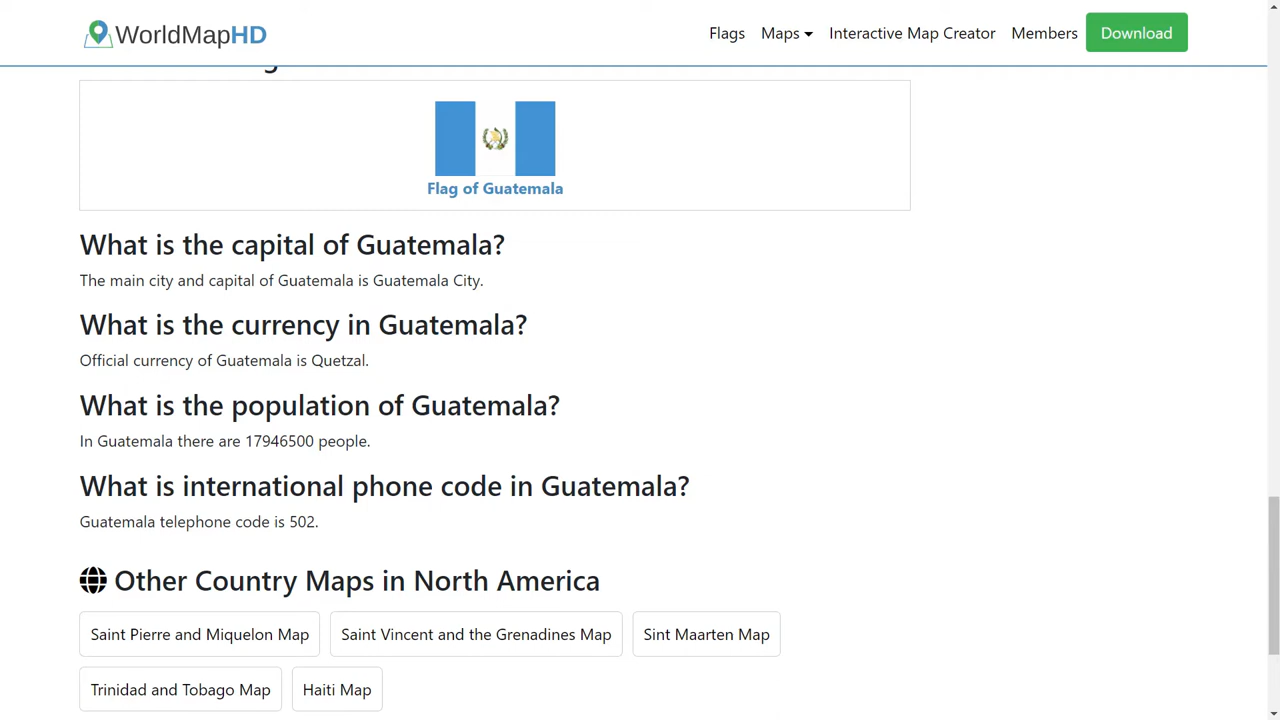 WorldMapHD
Flags Maps Interactive Map Creator Members Download
Flag of Guatemala
What is the capital of Guatemala?
The main city and capital of Guatemala is Guatemala City.
What is the currency in Guatemala?
Official currency of Guatemala is Quetzal.
What is the population of Guatemala?
In Guatemala there are 17946500 people.
What is international phone code in Guatemala?
Guatemala telephone code is 502.
Other Country Maps in North America
Saint Pierre and Miquelon Map Saint Vincent and the Grenadines Map Sint Maarten Map
Trinidad and Tobago Map Haiti Map